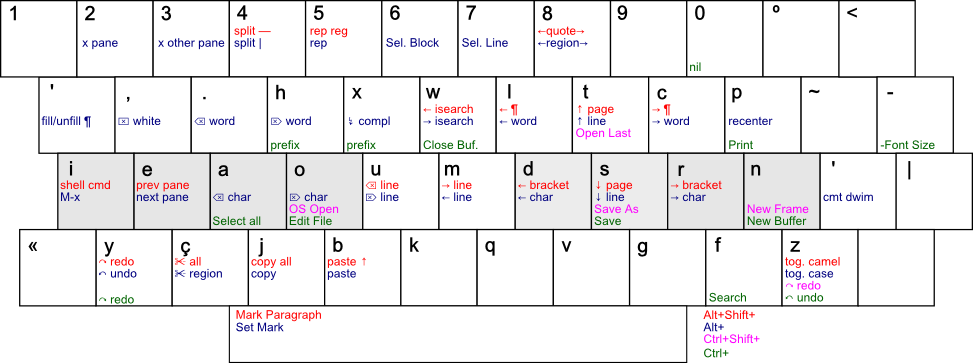 1 2 3 4 5 6 7 8 9 0 º <
split — rep reg ←quote→
x pane x other pane split | rep Sel. Block Sel. Line ←region→
nil
' , . h x w l t c p ~ -
← isearch ← ¶ ↑ page → ¶
fill/unfill ¶ ⌦ white ⌫ word ⌦ word ↯ compl → isearch ← word ↑ line → word recenter
Open Last
prefix prefix Close Buf. Print -Font Size
i e a o u m d s r n ' |
shell cmd prev pane ⌫ line → line ← bracket ↓ page → bracket
M-x next pane ⌫ char ⌦ char ⌦ line ← line ← char ↓ line → char cmt dwim
OS Open Save As New Frame
Select all Edit File Save New Buffer
« y ç j b k q v g f z
↷ redo ✂ all copy all paste ↑ tog. camel
↶ undo ✂ region copy paste tog. case
↷ redo
↷ redo Search ↶ undo
Mark Paragraph Alt+Shift+
Set Mark Alt+
Ctrl+Shift+
Ctrl+